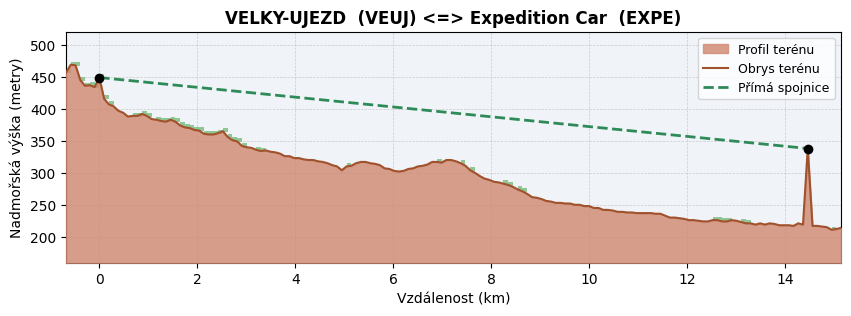 VELKY-UJEZD (VEUJ) <=> Expedition Car (EXPE)
Nadmořská výška (metry)
500
450
400
350
300
250
200
Profil terénu
Obrys terénu
Přímá spojnice
0 2 4 6 8 10 12 14
Vzdálenost (km)